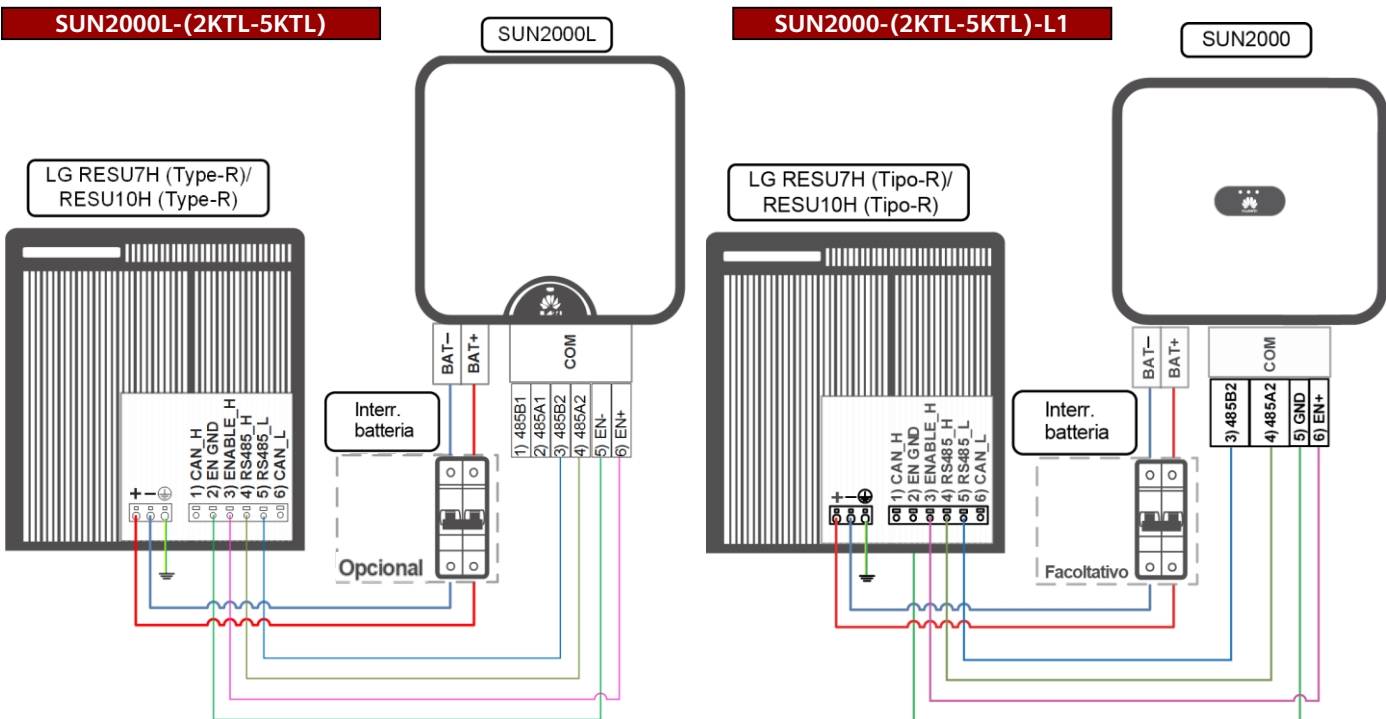 SUN2000L-(2KTL-5KTL)
SUN2000L
LG RESU7H (Type-R)/
RESU10H (Type-R)
BAT−
BAT+
COM
Interr.
batteria
1) 485B1
2) 485A1
3) 485B2
4) 485A2
5) EN-
6) EN+
1) CAN_H
2) EN GND
3) ENABLE_H
4) RS485_H
5) RS485_L
6) CAN_L
+ −
Opcional
SUN2000-(2KTL-5KTL)-L1
SUN2000
HUAWEI
LG RESU7H (Tipo-R)/
RESU10H (Tipo-R)
BAT−
BAT+
COM
Interr.
batteria
3) 485B2
4) 485A2
5) GND
6) EN+
1) CAN_H
2) EN GND
3) ENABLE_H
4) RS485_H
5) RS485_L
6) CAN_L
+ −
Facoltativo